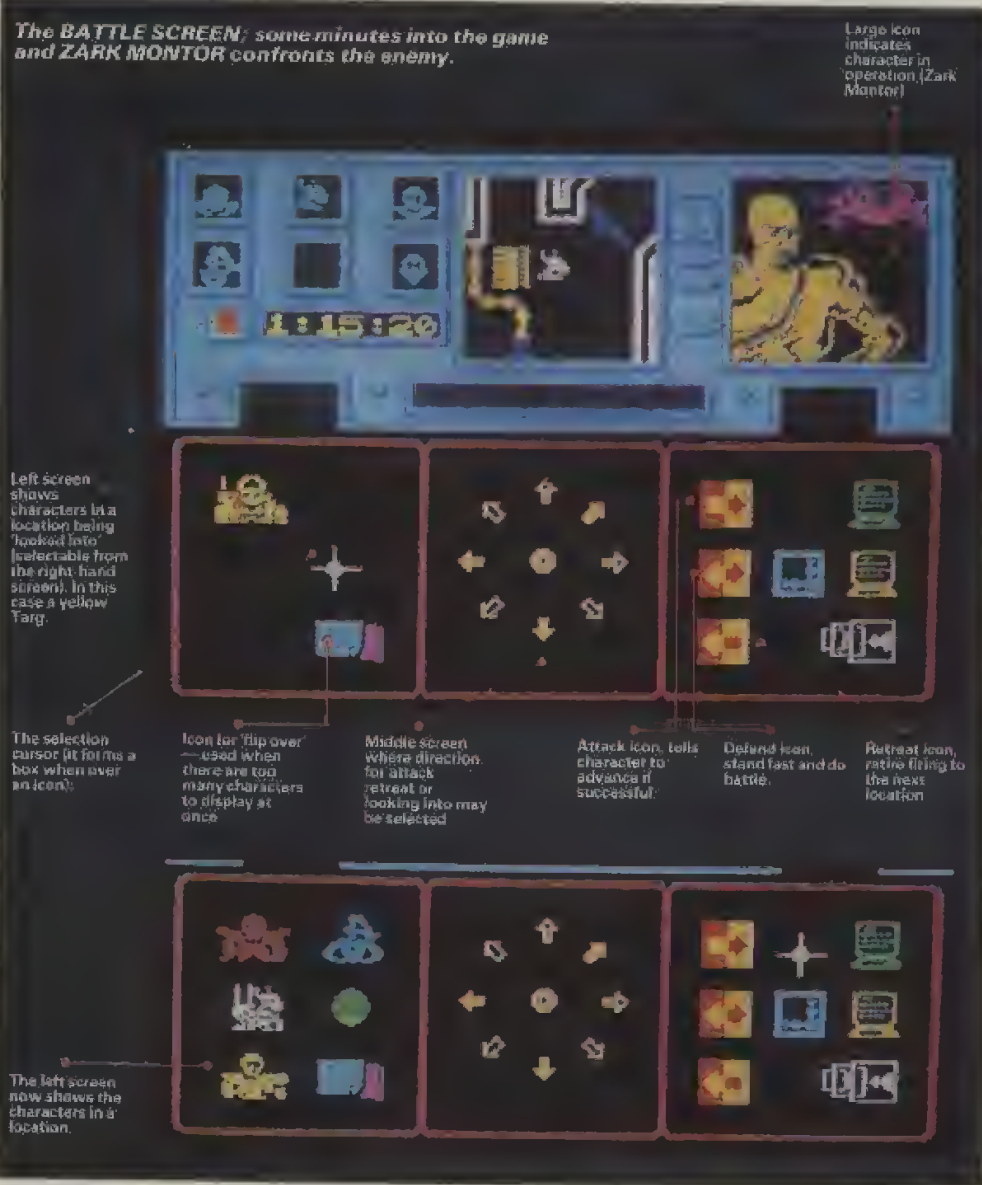 The BATTLE SCREEN; some minutes into the game
and ZARK MONTOR confronts the enemy.
Large icon
indicates
character in
operation (Zark
Montor)
1:15:20
Left screen
shows
characters in a
location being
'looked into'
(selectable from
the right-hand
screen). In this
case a yellow
Targ.
The selection
cursor (it forms a
box when over
an icon).
Icon for 'flip over'
— used when
there are too
many characters
to display at
once
Middle screen
where direction
for attack
retreat or
looking into may
be selected
Attack icon, tells
character to
advance if
successful.
Defend icon,
stand fast and do
battle.
Retreat icon,
retire firing to
the next
location
The left screen
now shows the
characters in a
location.